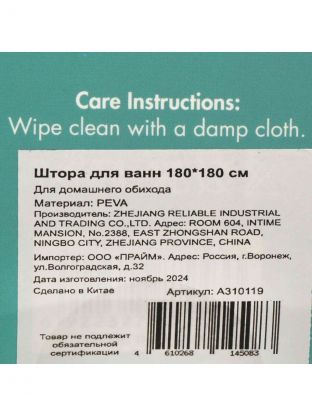 Care Instructions:
Wipe clean with a damp cloth.
Штора для ванн 180*180 см
Для домашнего обихода
Материал: PEVA
Производитель: ZHEJIANG RELIABLE INDUSTRIAL
AND TRADING CO.,LTD. Адрес: ROOM 604, INTIME
MANSION, No.2388, EAST ZHONGSHAN ROAD,
NINGBO CITY, ZHEJIANG PROVINCE, CHINA
Импортер: ООО «ПРАЙМ». Адрес: Россия, г.Воронеж,
ул.Волгоградская, д.32
Дата изготовления: ноябрь 2024
Сделано в Китае Артикулы: А310119
Товар не подлежит
обязательной
сертификации
4 610268 145083